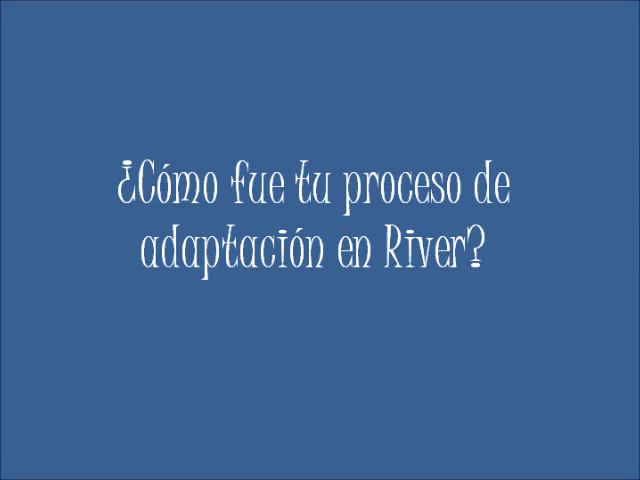 ¿Cómo fue tu proceso de
adaptación en River?